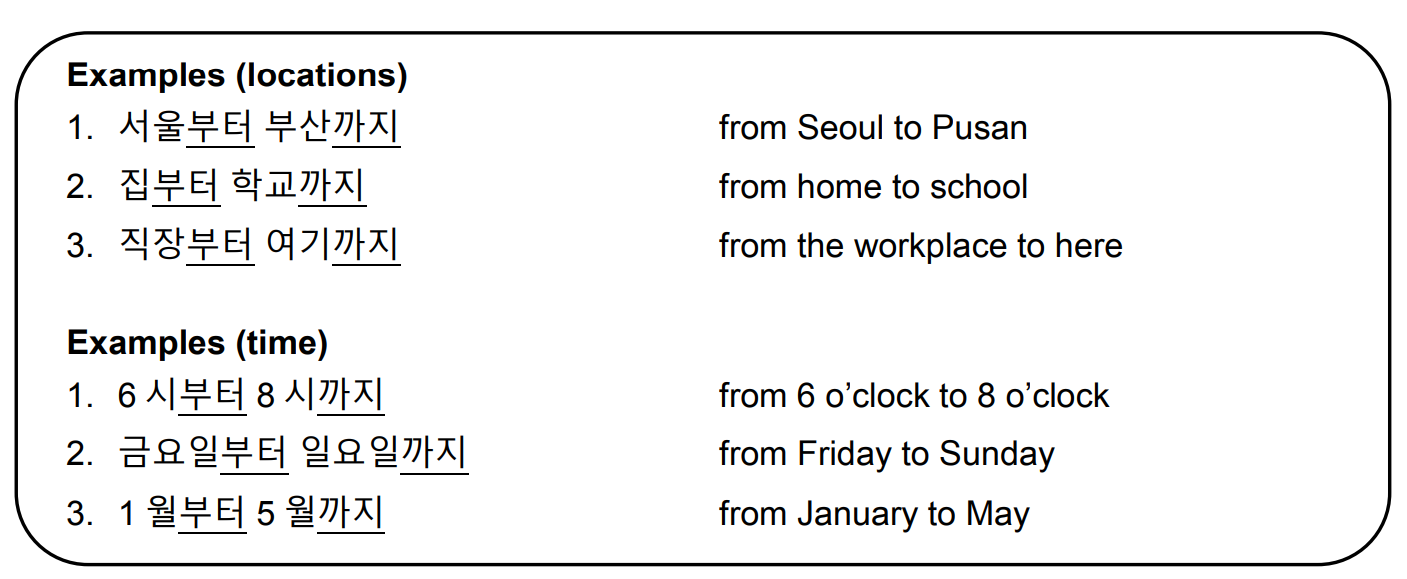 Examples (locations)
1. 서울부터 부산까지 from Seoul to Pusan
2. 집부터 학교까지 from home to school
3. 직장부터 여기까지 from the workplace to here
Examples (time)
1. 6 시부터 8 시까지 from 6 o’clock to 8 o’clock
2. 금요일부터 일요일까지 from Friday to Sunday
3. 1 월부터 5 월까지 from January to May